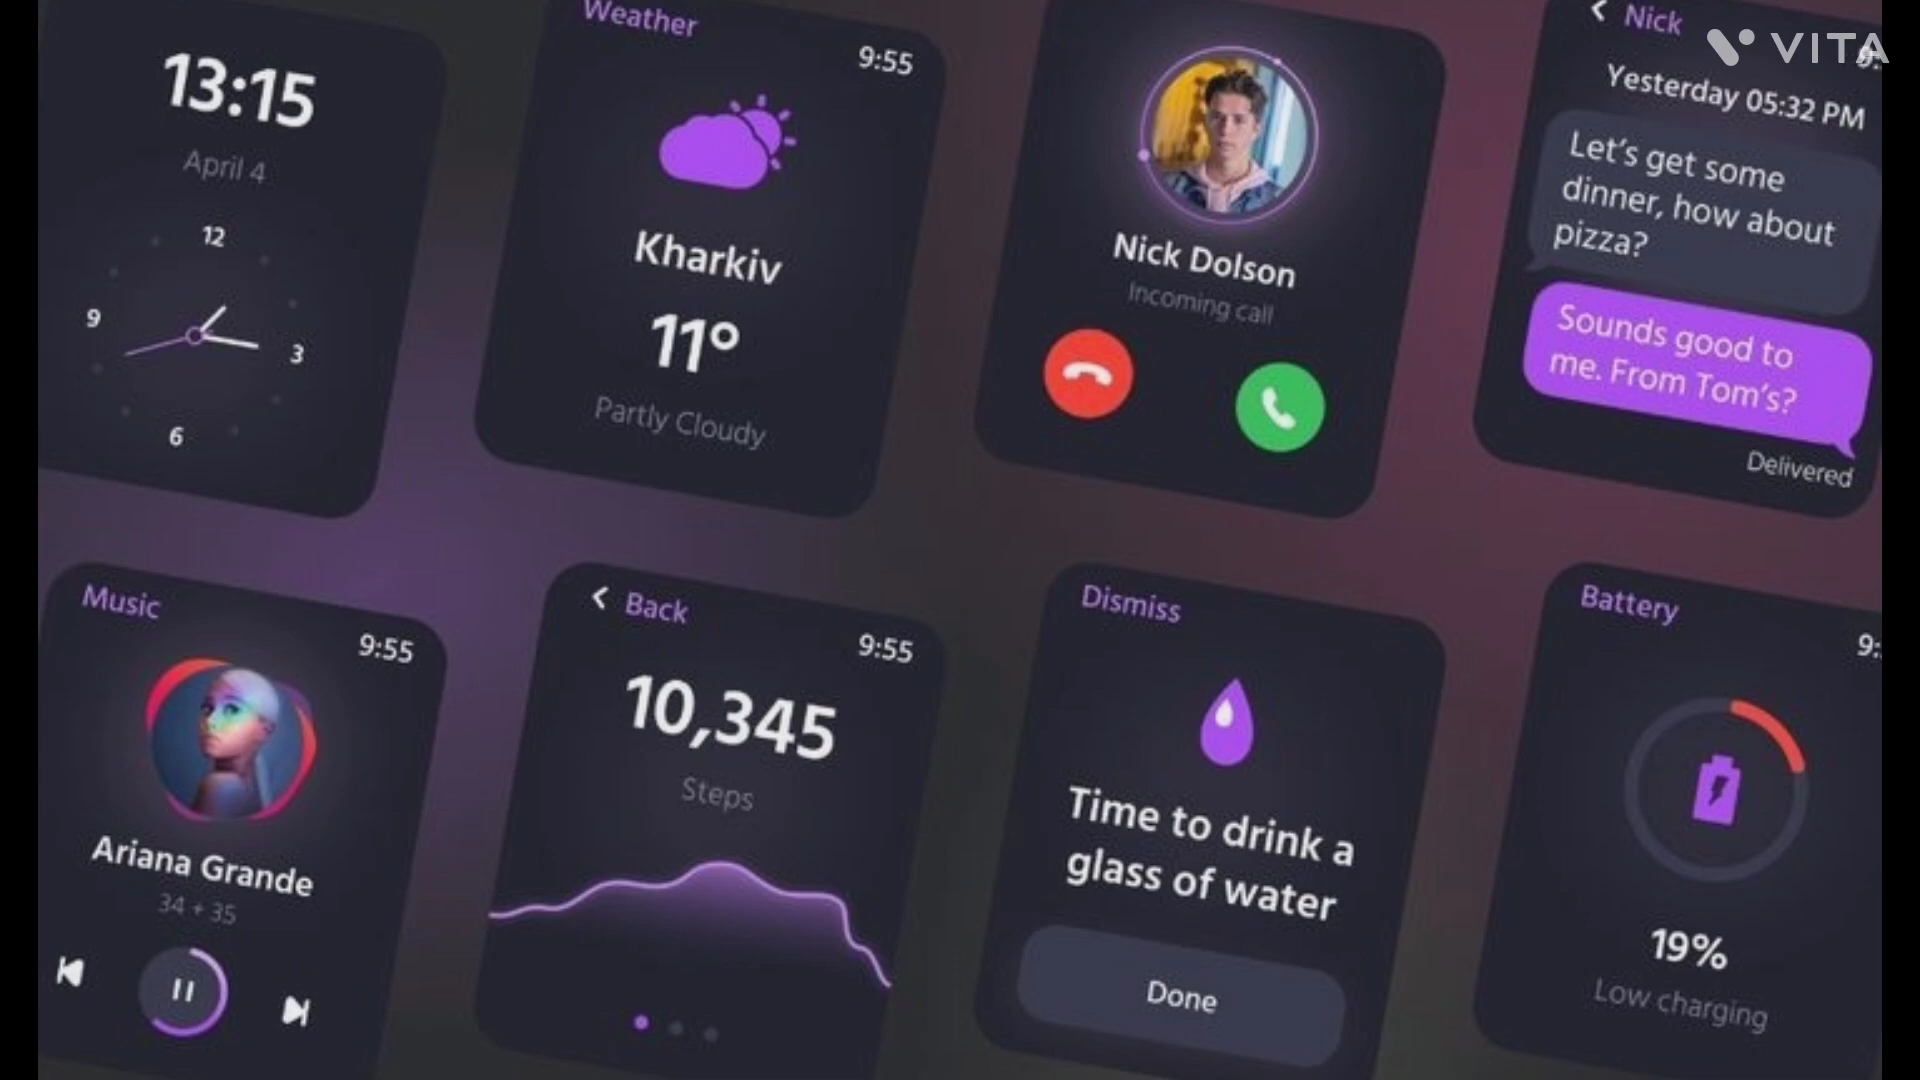 13:15
April 4
12
9
3
6
Weather
9:55
Kharkiv
11°
Partly Cloudy
Nick Dolson
Incoming call
Nick
VITA
Yesterday 05:32 PM
Let's get some
dinner, how about
pizza?
Sounds good to
me. From Tom's?
Delivered
Music
9:55
Ariana Grande
34 + 35
Back
9:55
10,345
Steps
Dismiss
Time to drink a
glass of water
Done
Battery
19%
Low charging